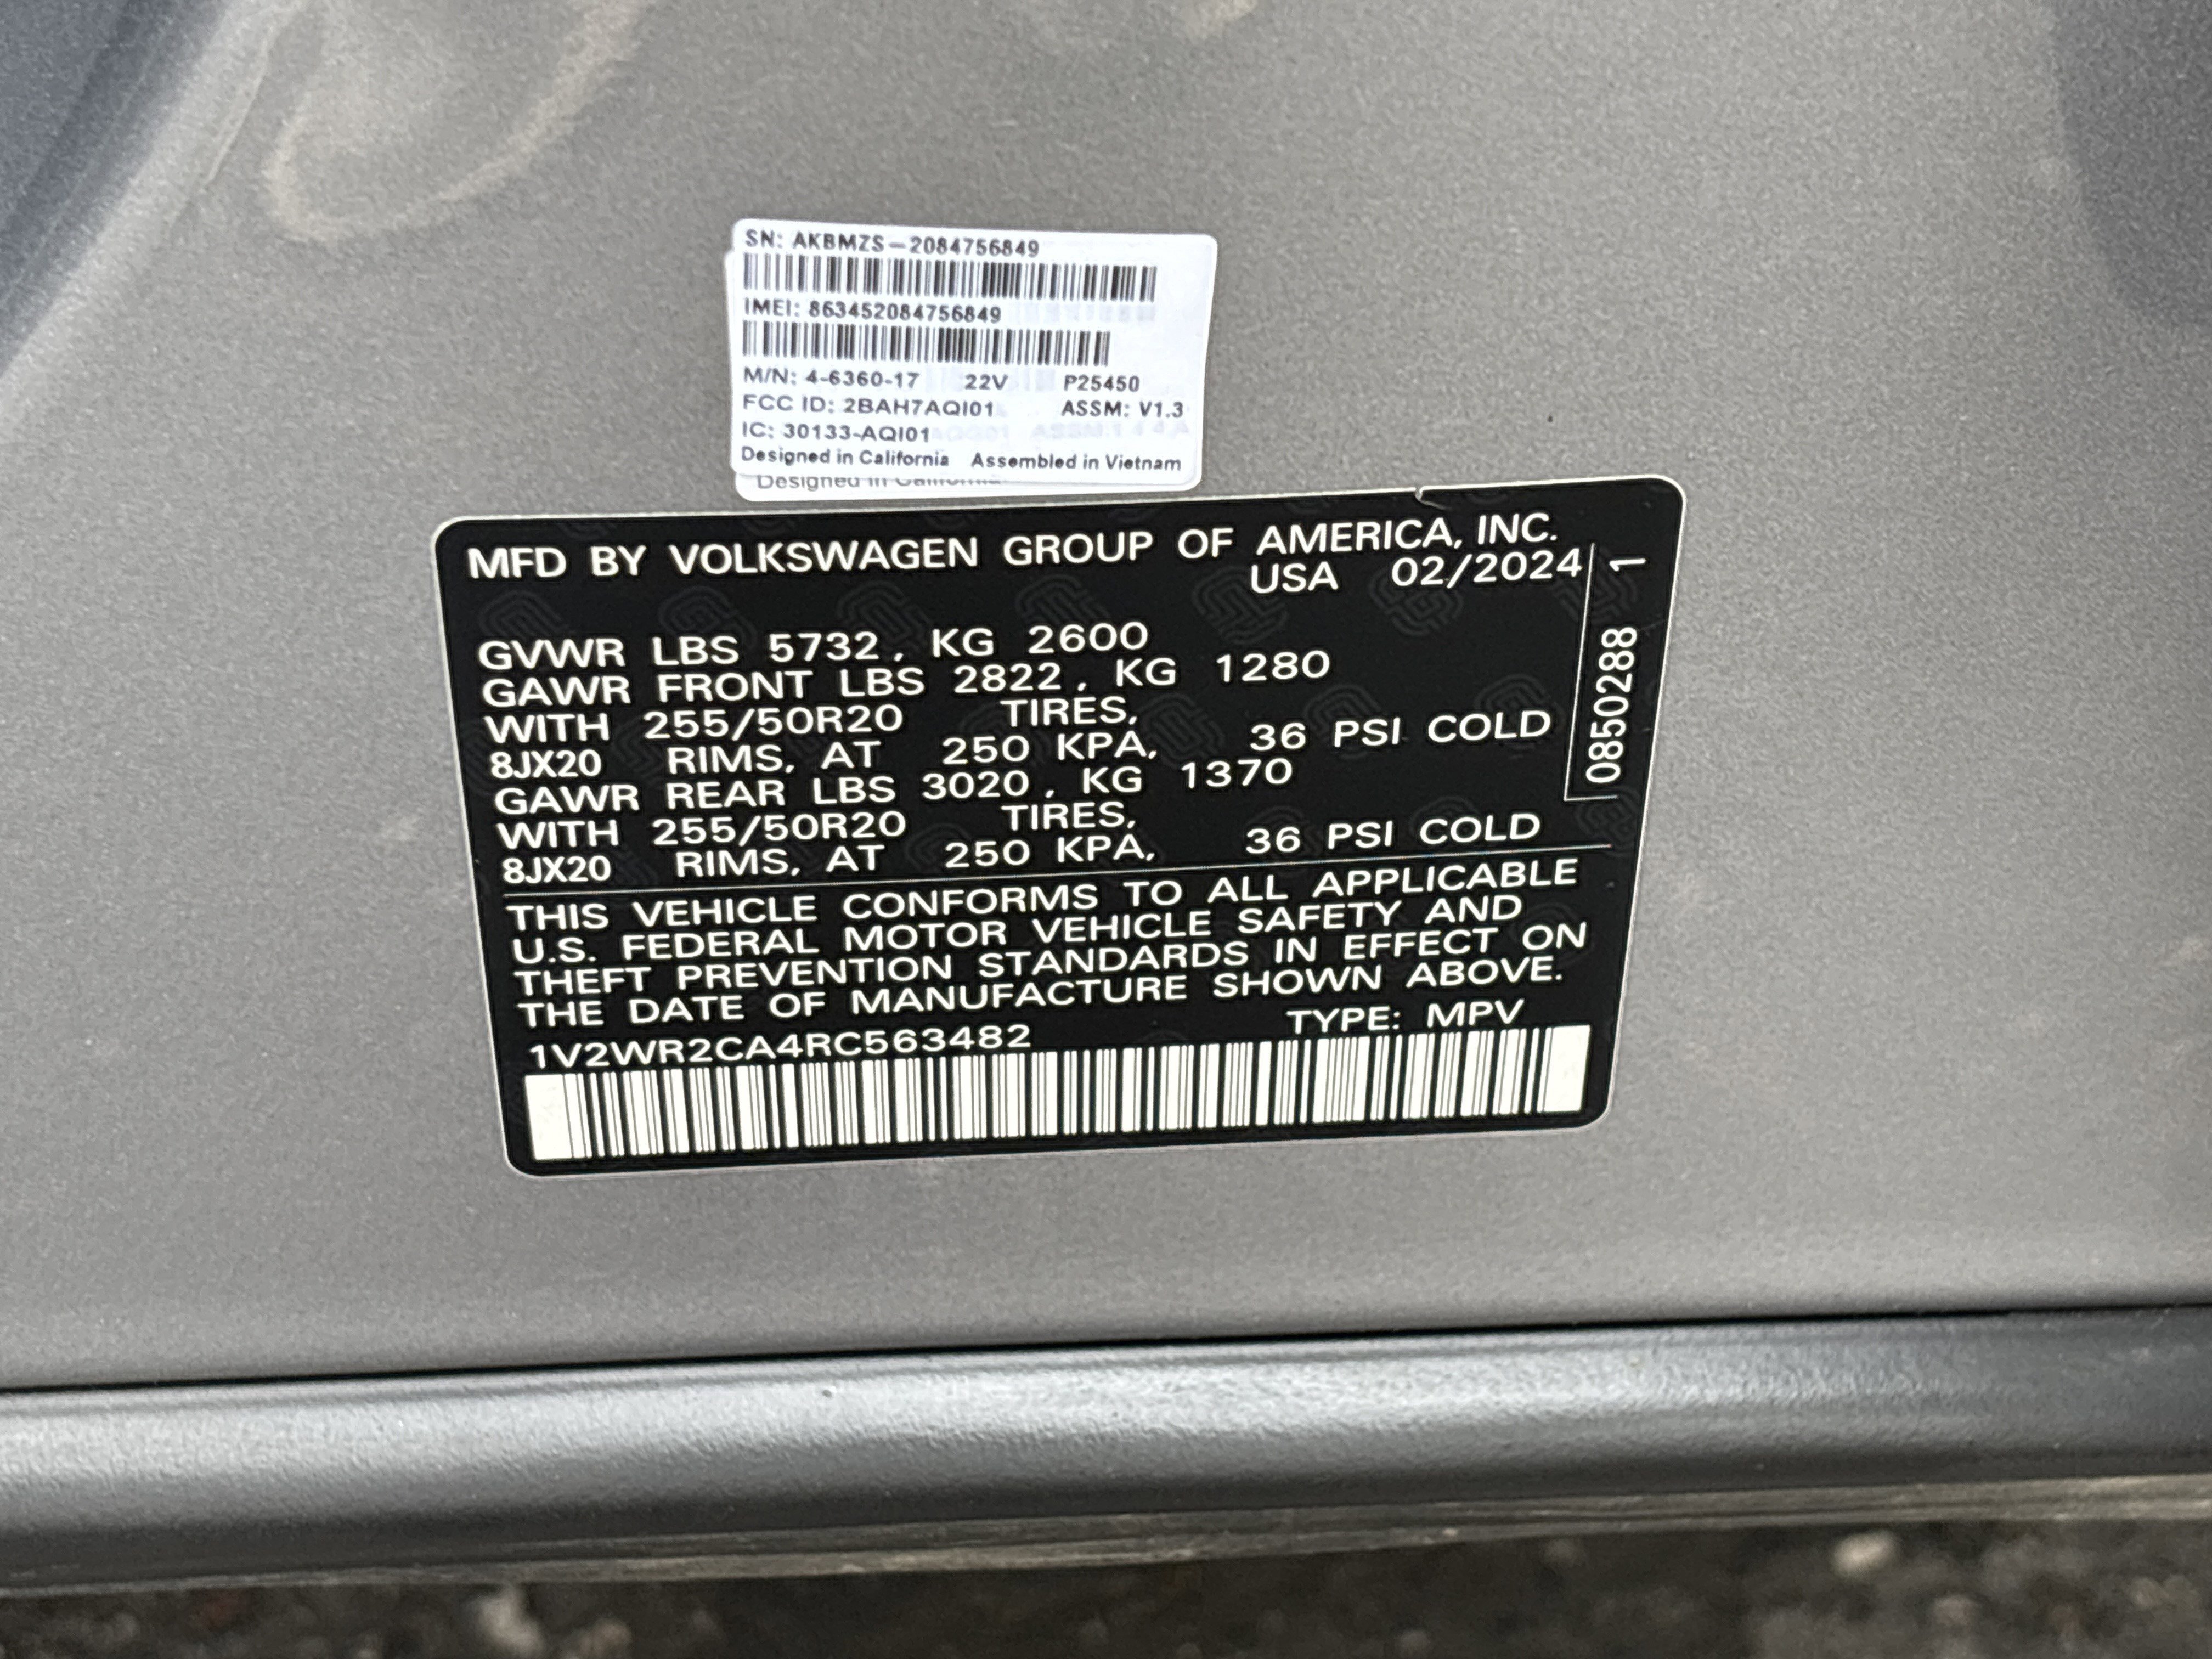 SN: AKBMZS-2084756849
IMEI: 863452084756849
M/N: 4-6360-17 22V P25450
FCC ID: 2BAH7AQI01 ASSM: V1.3
IC: 30133-AQI01
Designed in California Assembled in Vietnam
Designed in California
MFD BY VOLKSWAGEN GROUP OF AMERICA, INC.
USA 02/2024
GVWR LBS 5732, KG 2600
GAWR FRONT LBS 2822, KG 1280
WITH 255/50R20 TIRES,
8JX20 RIMS, AT 250 KPA, 36 PSI COLD
GAWR REAR LBS 3020, KG 1370
WITH 255/50R20 TIRES,
8JX20 RIMS, AT 250 KPA, 36 PSI COLD
0850288 1
THIS VEHICLE CONFORMS TO ALL APPLICABLE
U.S. FEDERAL MOTOR VEHICLE SAFETY AND
THEFT PREVENTION STANDARDS IN EFFECT ON
THE DATE OF MANUFACTURE SHOWN ABOVE.
1V2WR2CA4RC563482 TYPE: MPV